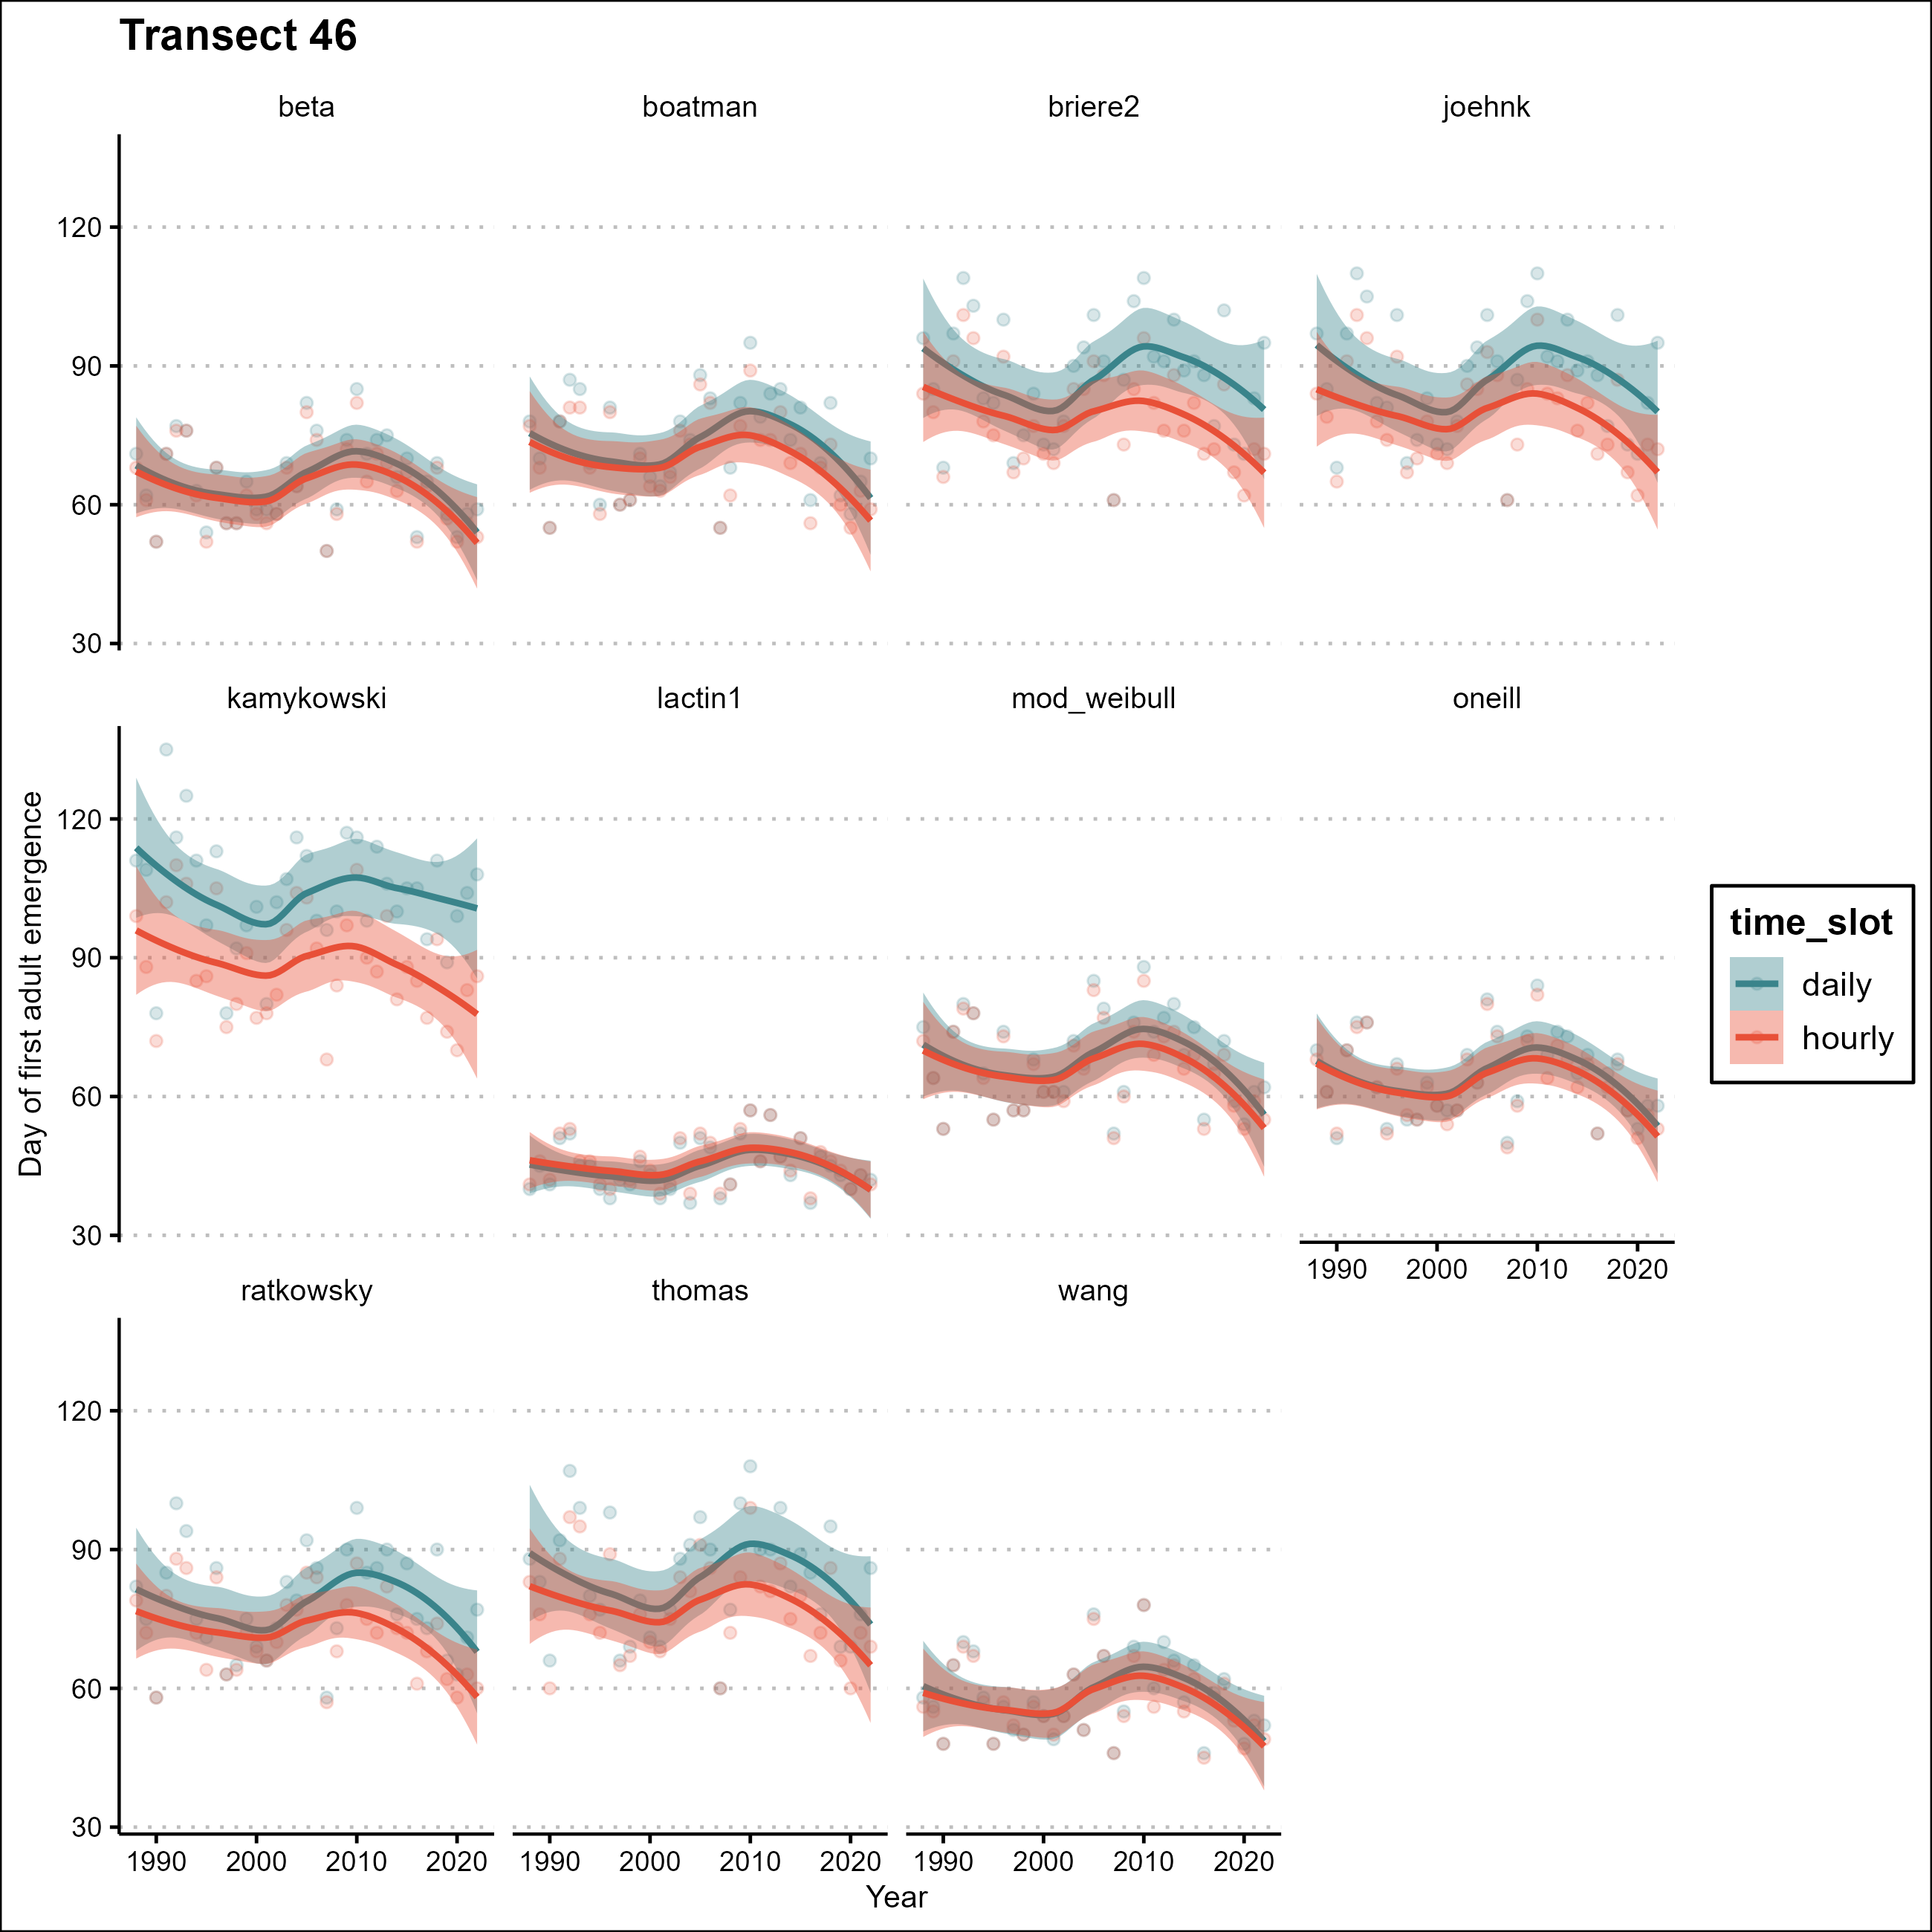 Transect 46
beta boatman briere2 joehnk
120
90
60
30
kamykowski lactin1 mod_weibull oneill
Day of first adult emergence
120
90
60
30
1990 2000 2010 2020
time_slot
daily
hourly
ratkowsky thomas wang
120
90
60
30
1990 2000 2010 2020 1990 2000 2010 2020 1990 2000 2010 2020
Year